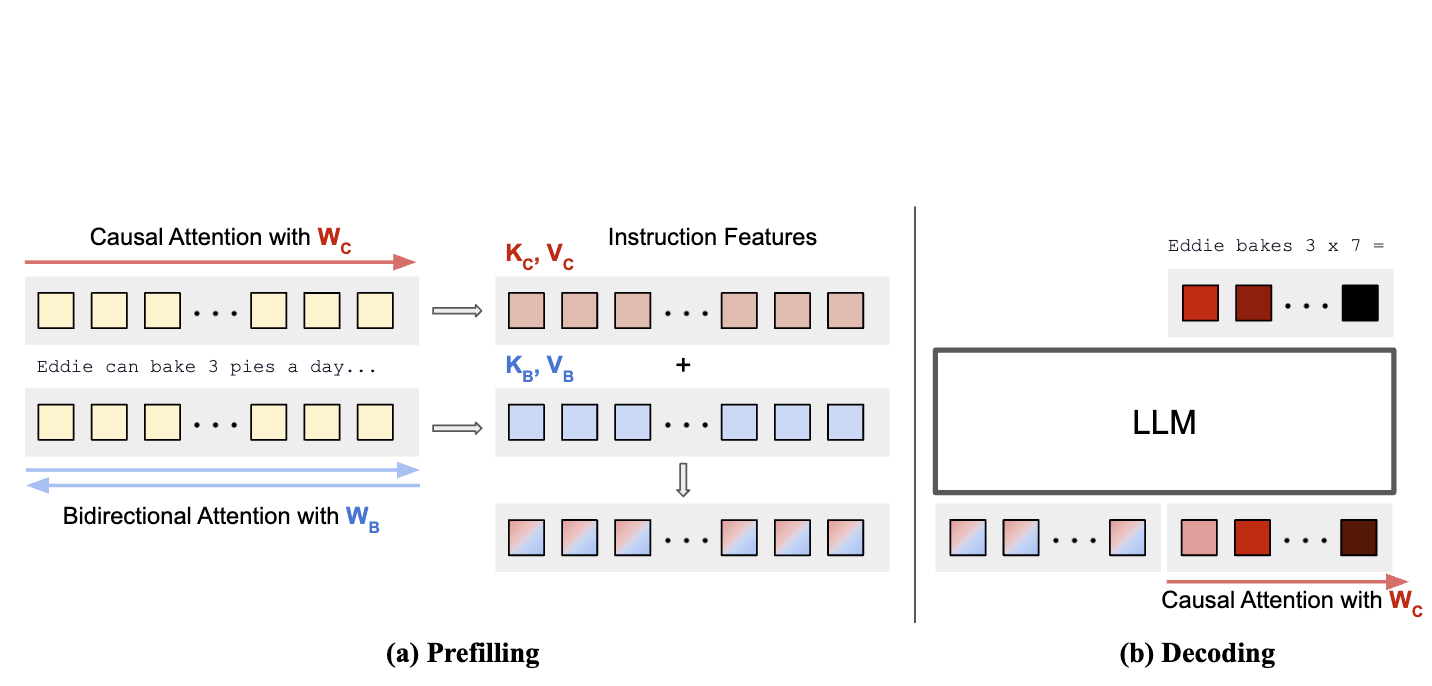 Causal Attention with W_C
Instruction Features
K_C, V_C
Eddie can bake 3 pies a day...
K_B, V_B
+
Bidirectional Attention with W_B
(a) Prefilling
Eddie bakes 3 x 7 =
LLM
Causal Attention with W_C
(b) Decoding